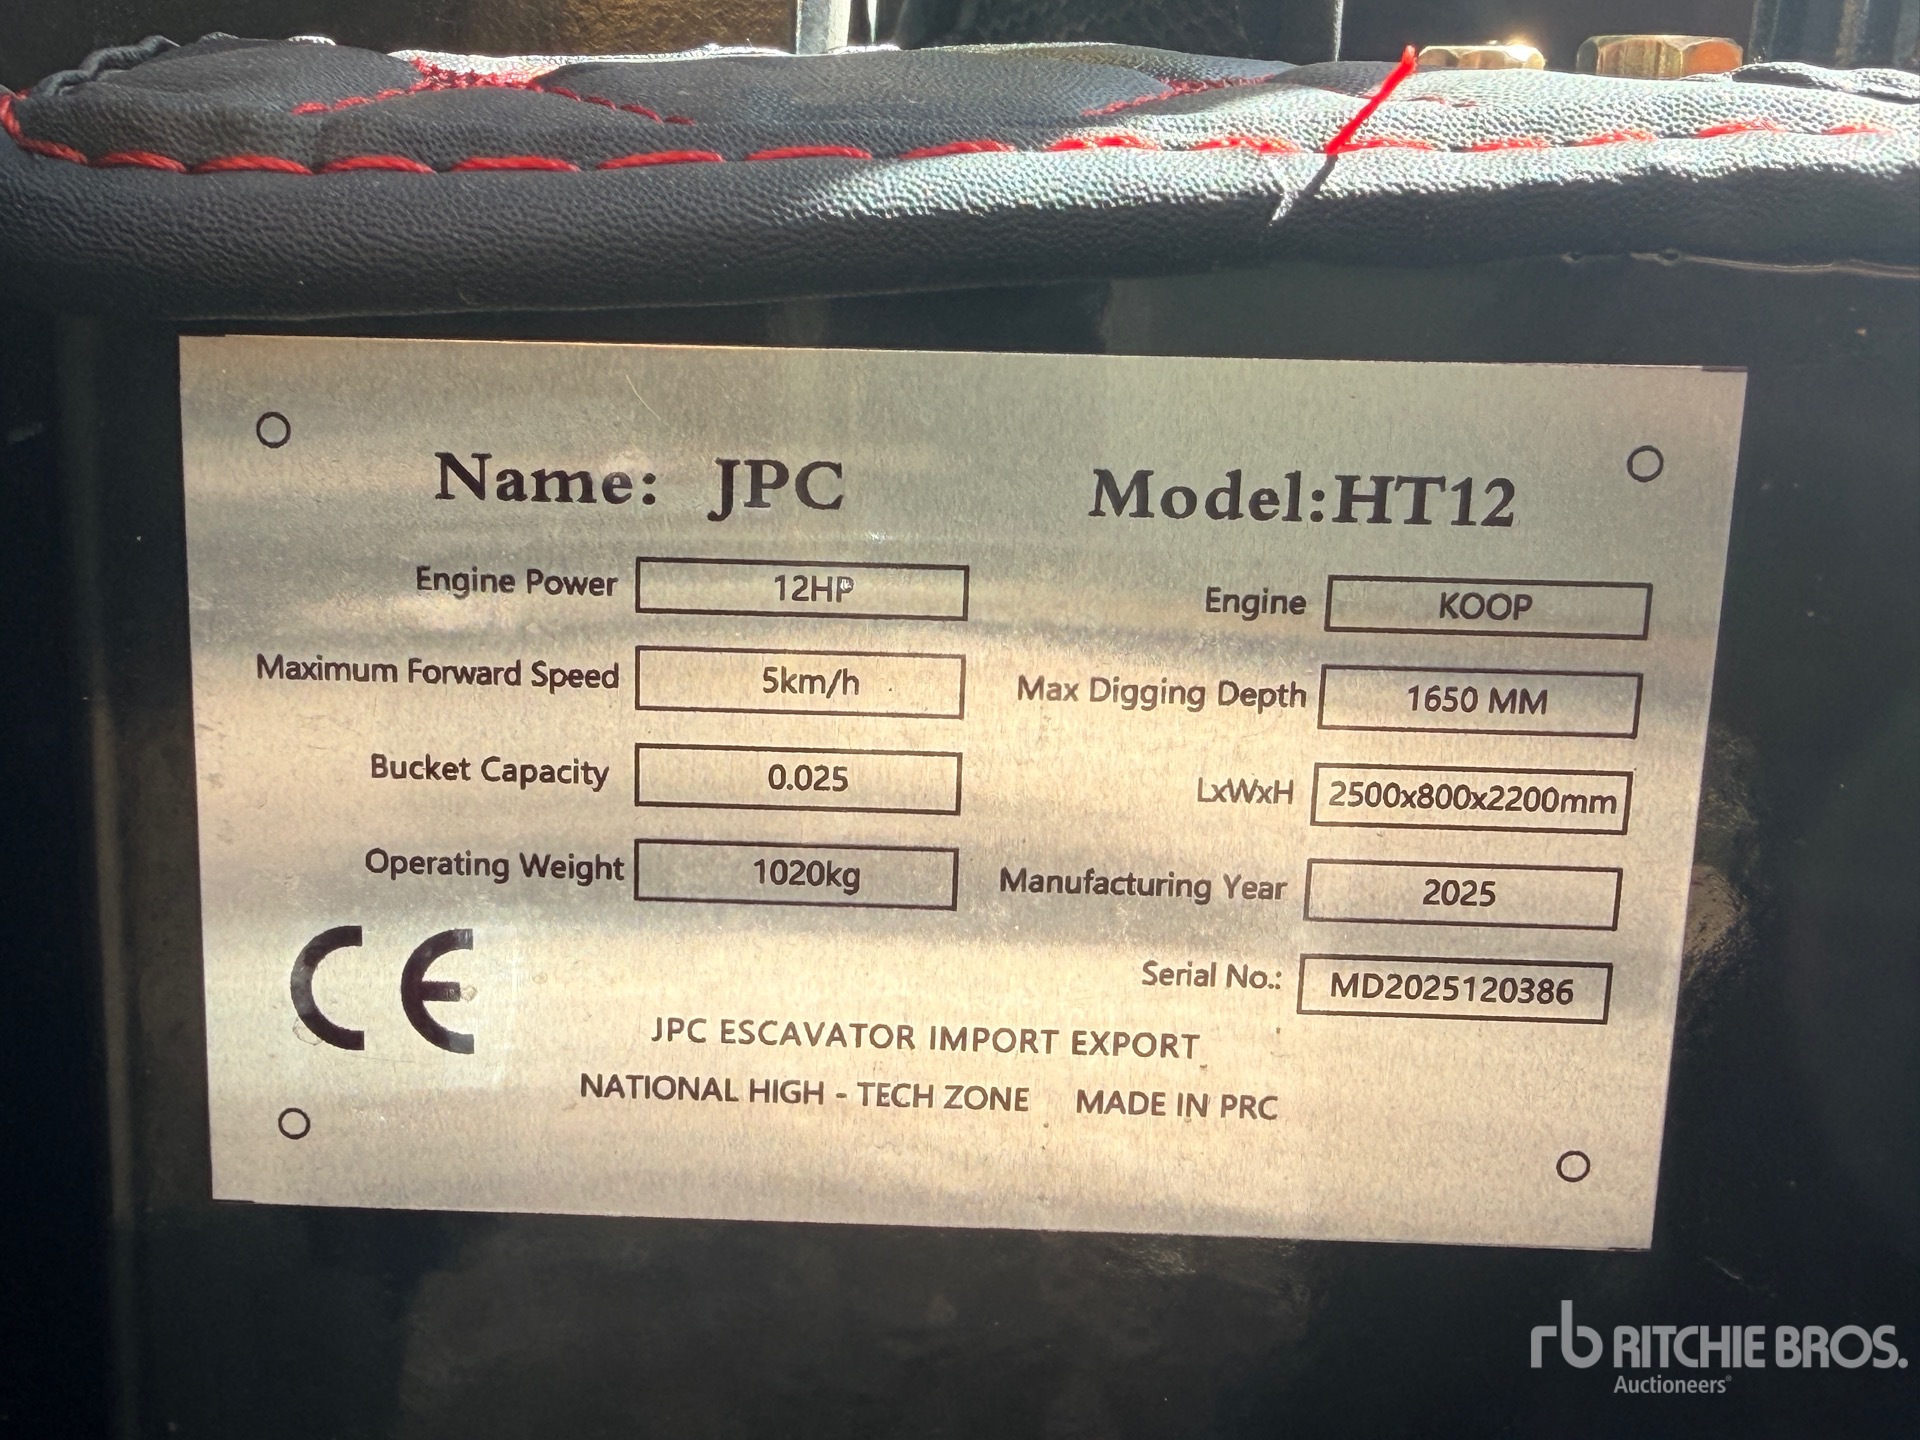 Name: JPC Model:HT12
Engine Power 12HP Engine KOOP
Maximum Forward Speed 5km/h Max Digging Depth 1650 MM
Bucket Capacity 0.025 LxWxH 2500x800x2200mm
Operating Weight 1020kg Manufacturing Year 2025
Serial No.: MD2025120386
CE
JPC ESCAVATOR IMPORT EXPORT
NATIONAL HIGH - TECH ZONE MADE IN PRC
rb RITCHIE BROS.
Auctioneers®